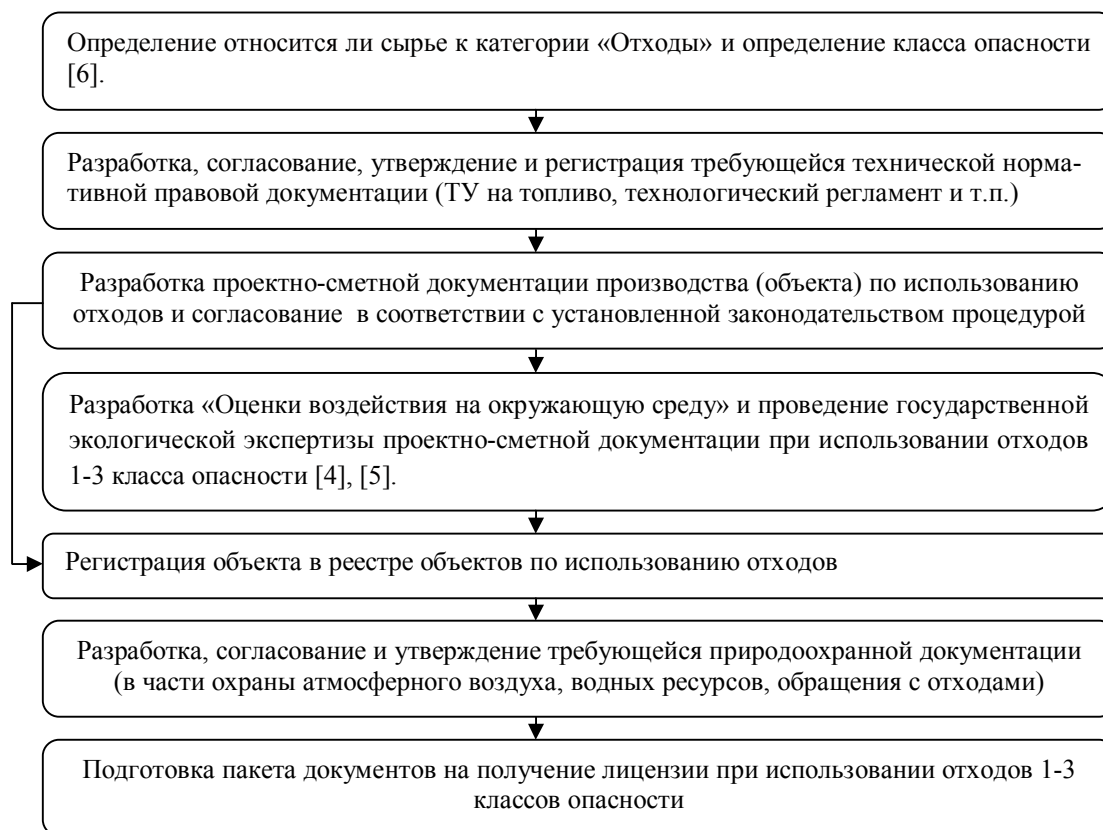 Определение относится ли сырье к категории «Отходы» и определение класса опасности
[6].
Разработка, согласование, утверждение и регистрация требующейся технической норма-
тивной правовой документации (ТУ на топливо, технологический регламент и т.п.)
Разработка проектно-сметной документации производства (объекта) по использованию
отходов и согласование в соответствии с установленной законодательством процедурой
Разработка «Оценки воздействия на окружающую среду» и проведение государственной
экологической экспертизы проектно-сметной документации при использовании отходов
1-3 класса опасности [4], [5].
Регистрация объекта в реестре объектов по использованию отходов
Разработка, согласование и утверждение требующейся природоохранной документации
(в части охраны атмосферного воздуха, водных ресурсов, обращения с отходами)
Подготовка пакета документов на получение лицензии при использовании отходов 1-3
классов опасности